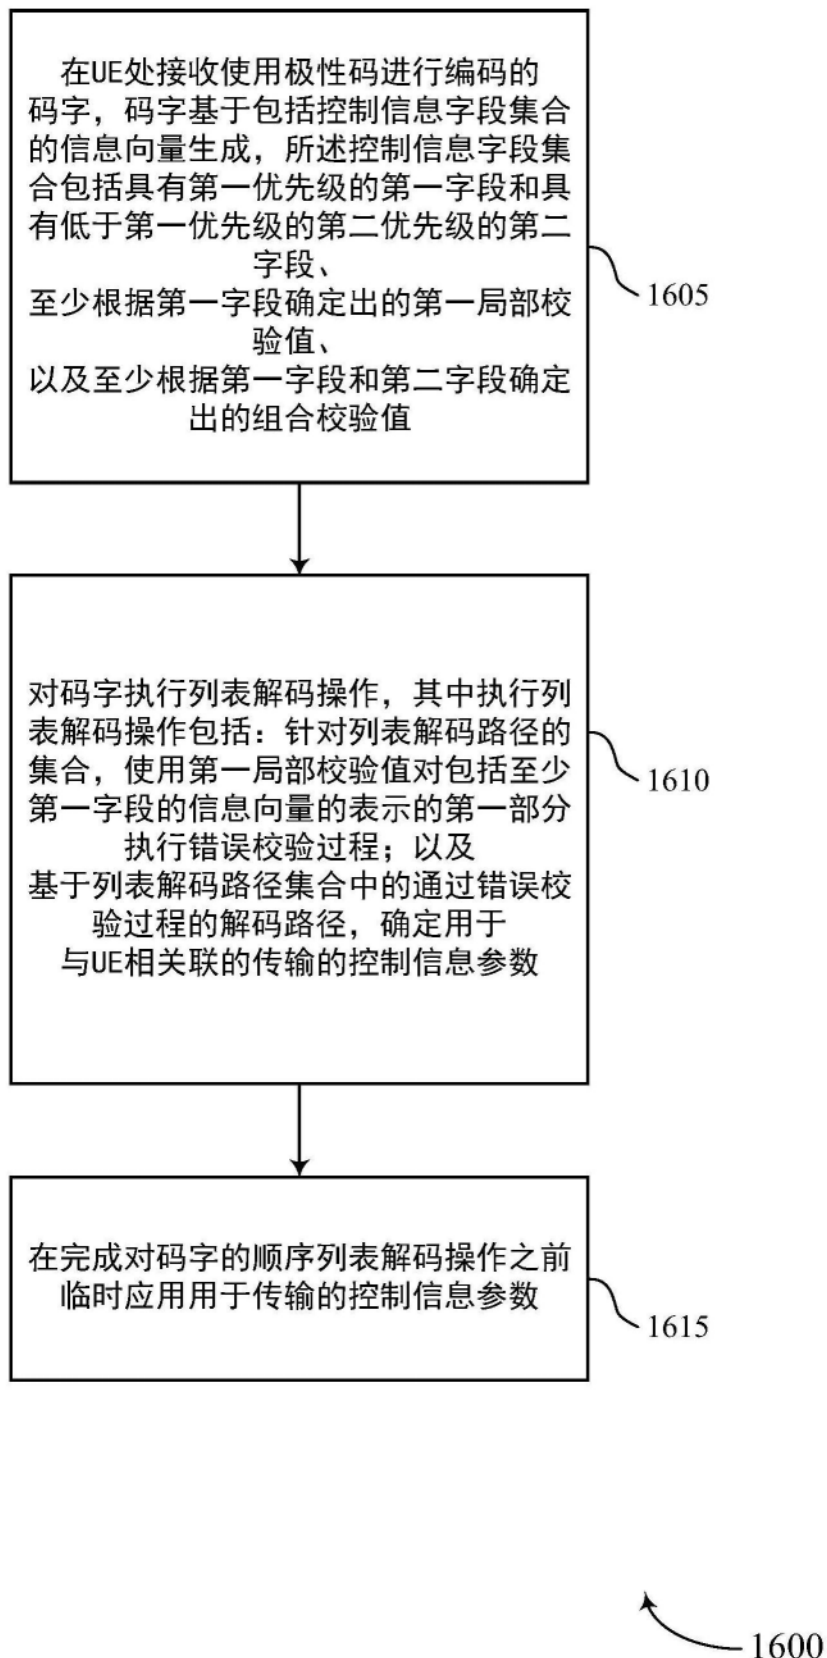 在UE处接收使用极性码进行编码的
码字，码字基于包括控制信息字段集合
的信息向量生成，所述控制信息字段集
合包括具有第一优先级的第一字段和具
有低于第一优先级的第二优先级的第二
字段、
至少根据第一字段确定出的第一局部校
验值、
以及至少根据第一字段和第二字段确定
出的组合校验值
1605
对码字执行列表解码操作，其中执行列
表解码操作包括：针对列表解码路径的
集合，使用第一局部校验值对包括至少
第一字段的信息向量的表示的第一部分
执行错误校验过程；以及
基于列表解码路径集合中的通过错误校
验过程的解码路径，确定用于
与UE相关联的传输的控制信息参数
1610
在完成对码字的顺序列表解码操作之前
临时应用用于传输的控制信息参数
1615
1600